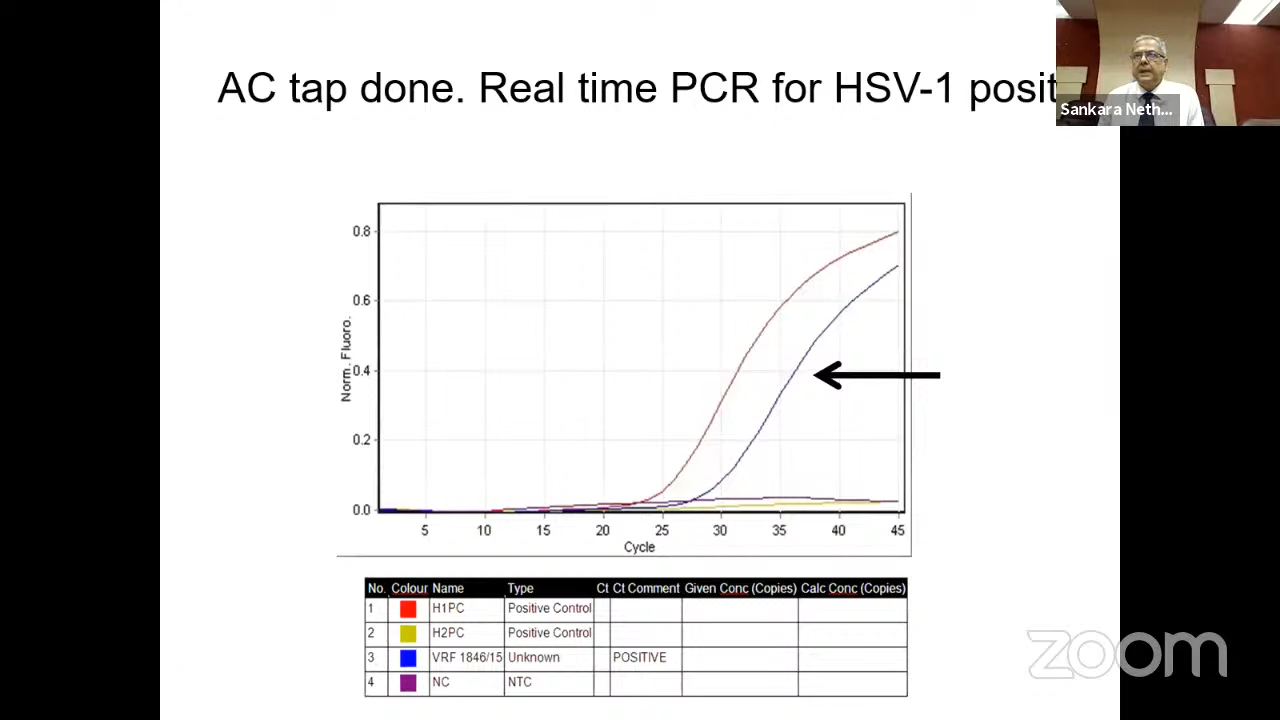 AC tap done. Real time PCR for HSV-1 posit
Sankara Neth...
0.8
0.6
0.4
0.2
0.0
Norm. Fluoro.
5 10 15 20 25 30 35 40 45
Cycle
No. Colour Name Type Ct Ct Comment Given Conc (Copies) Calc Conc (Copies)
1 H1PC Positive Control
2 H2PC Positive Control
3 VRF 1846/15 Unknown POSITIVE
4 NC NTC
zoom